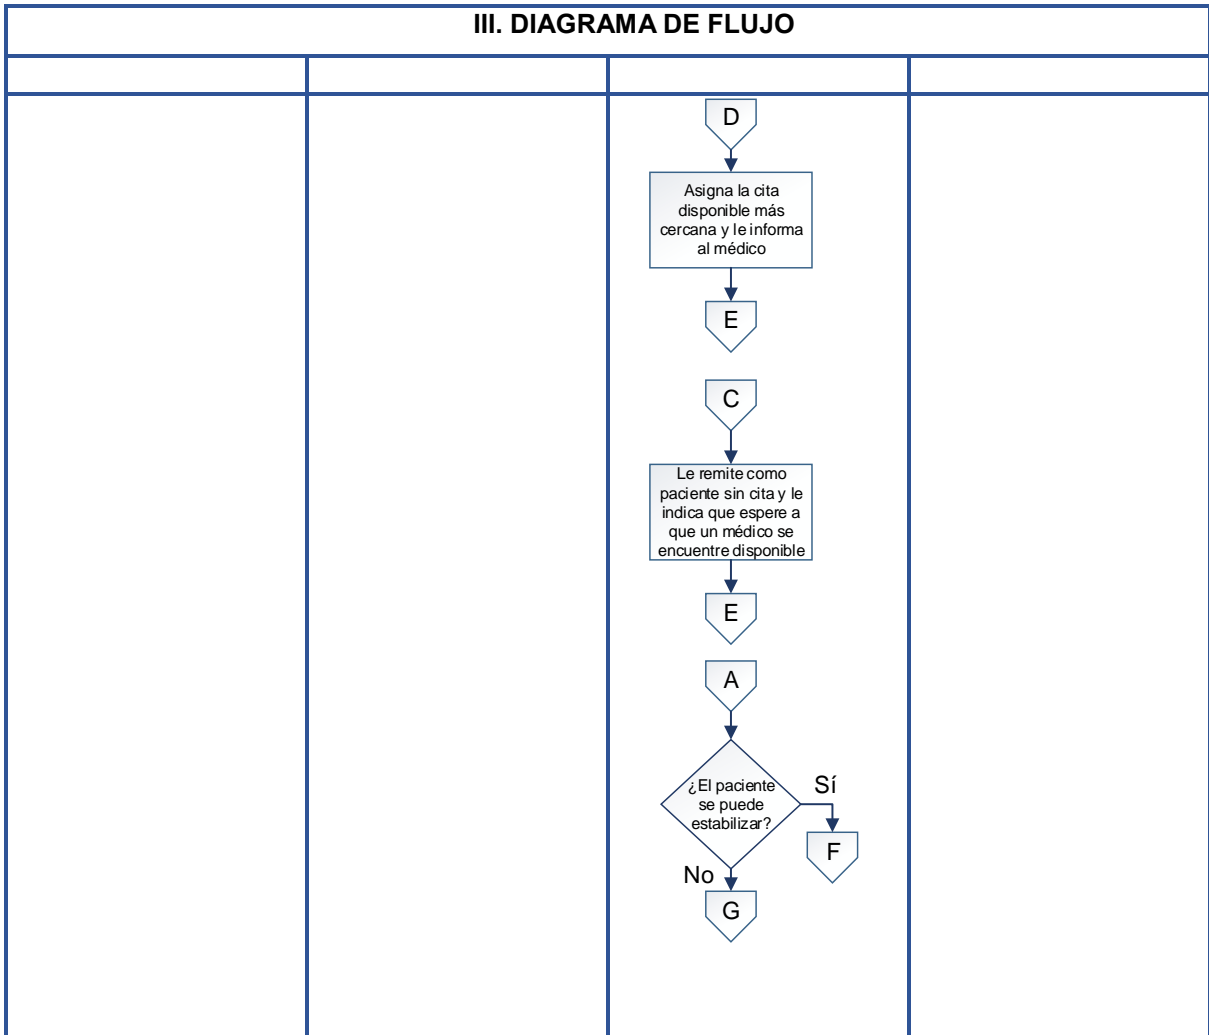 III. DIAGRAMA DE FLUJO
D
Asigna la cita
disponible más
cercana y le informa
al médico
E
C
Le remite como
paciente sin cita y le
indica que espere a
que un médico se
encuentre disponible
E
A
¿El paciente
se puede
estabilizar?
Sí
F
No
G